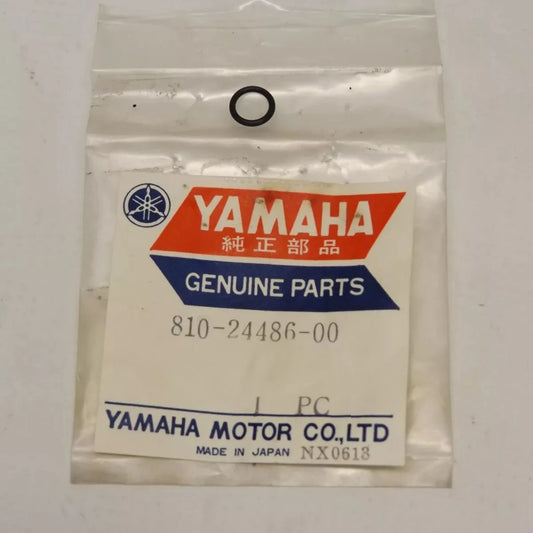 YAMAHA
純正部品
GENUINE PARTS
810-24486-00
1 PC
YAMAHA MOTOR CO.,LTD
MADE IN JAPAN NX0613